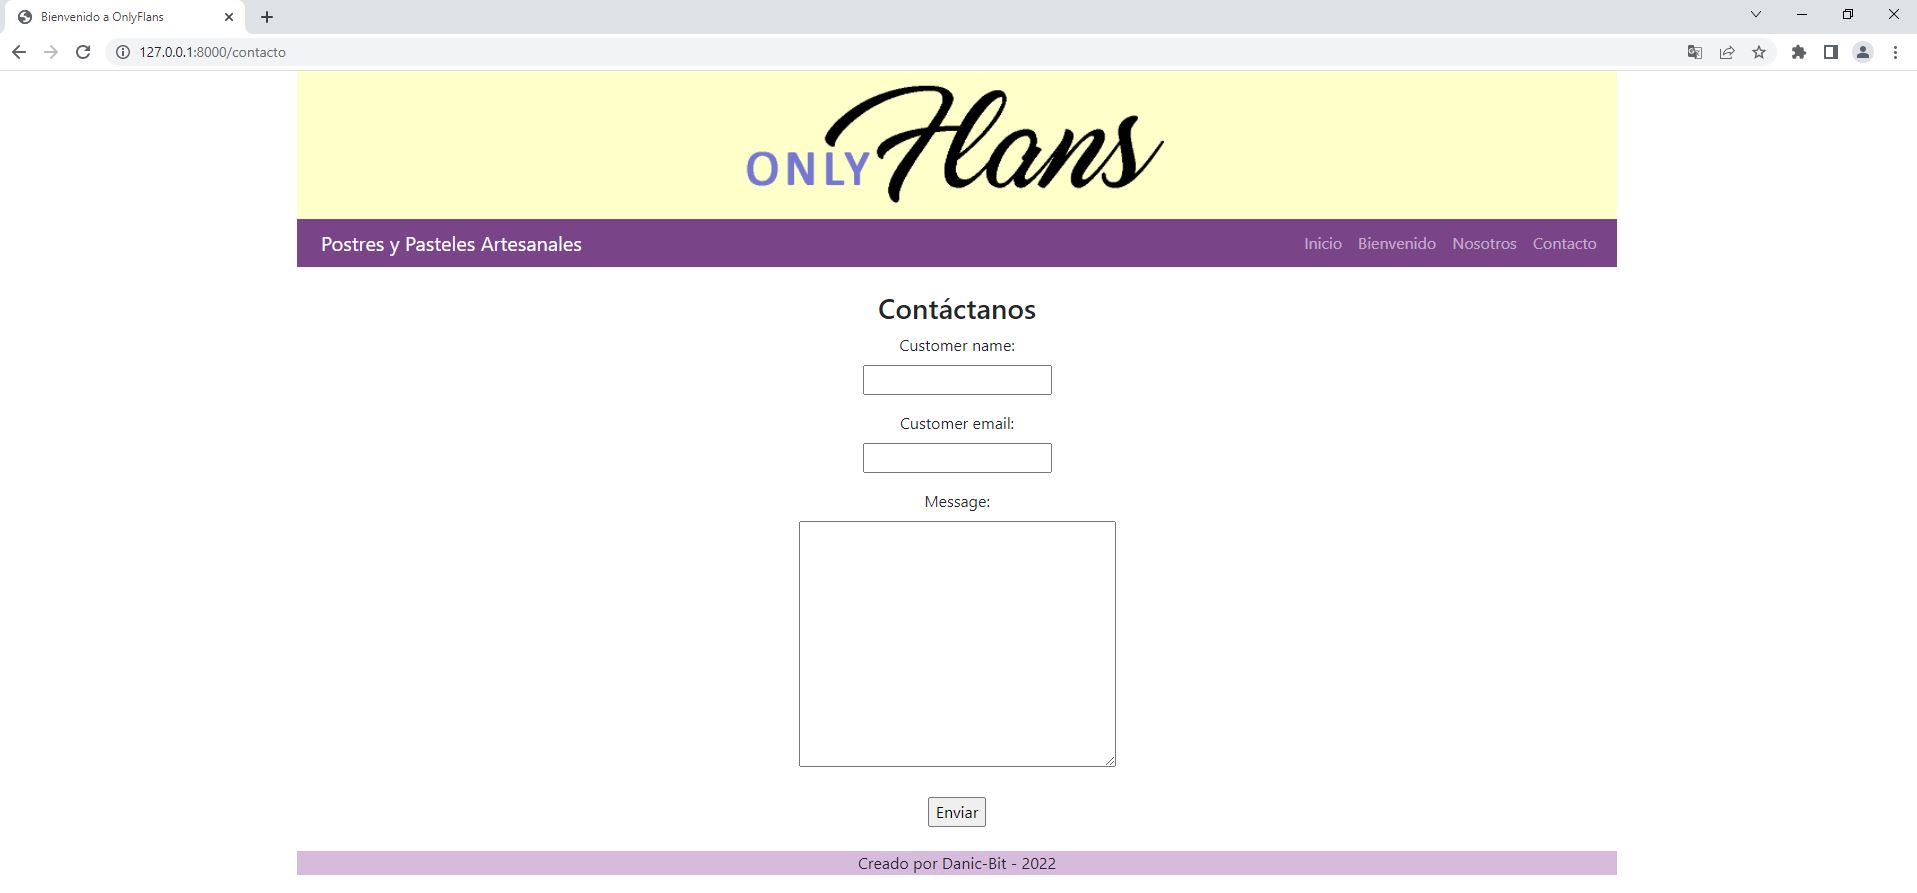 Bienvenido a OnlyFlans
127.0.0.1:8000/contacto
ONLY Flans
Postres y Pasteles Artesanales
Inicio Bienvenido Nosotros Contacto
Contáctanos
Customer name:
Customer email:
Message:
Enviar
Creado por Danic-Bit - 2022